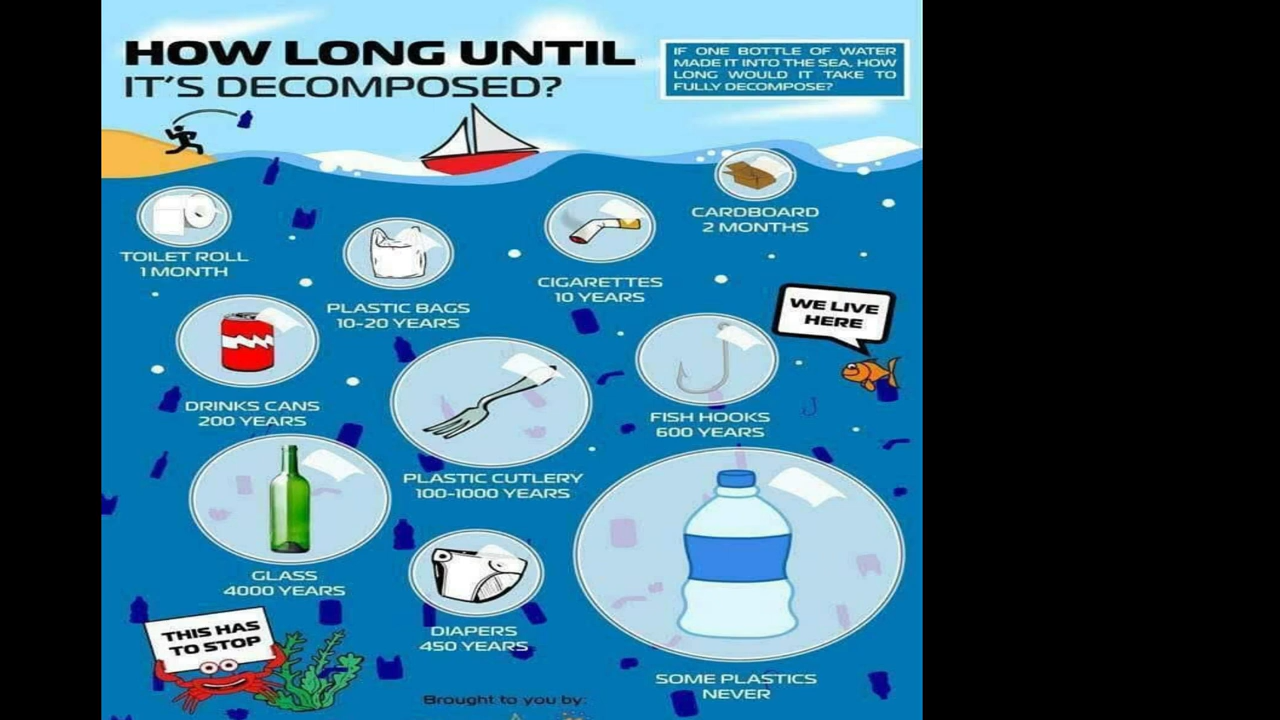 HOW LONG UNTIL
IT'S DECOMPOSED?
IF ONE BOTTLE OF WATER
MADE IT INTO THE SEA, HOW
LONG WOULD IT TAKE TO
FULLY DECOMPOSE?
CARDBOARD
2 MONTHS
TOILET ROLL
1 MONTH
CIGARETTES
10 YEARS
PLASTIC BAGS
10-20 YEARS
WE LIVE
HERE
DRINKS CANS
200 YEARS
FISH HOOKS
600 YEARS
PLASTIC CUTLERY
100-1000 YEARS
GLASS
4000 YEARS
DIAPERS
450 YEARS
THIS HAS
TO STOP
SOME PLASTICS
NEVER
Brought to you by: